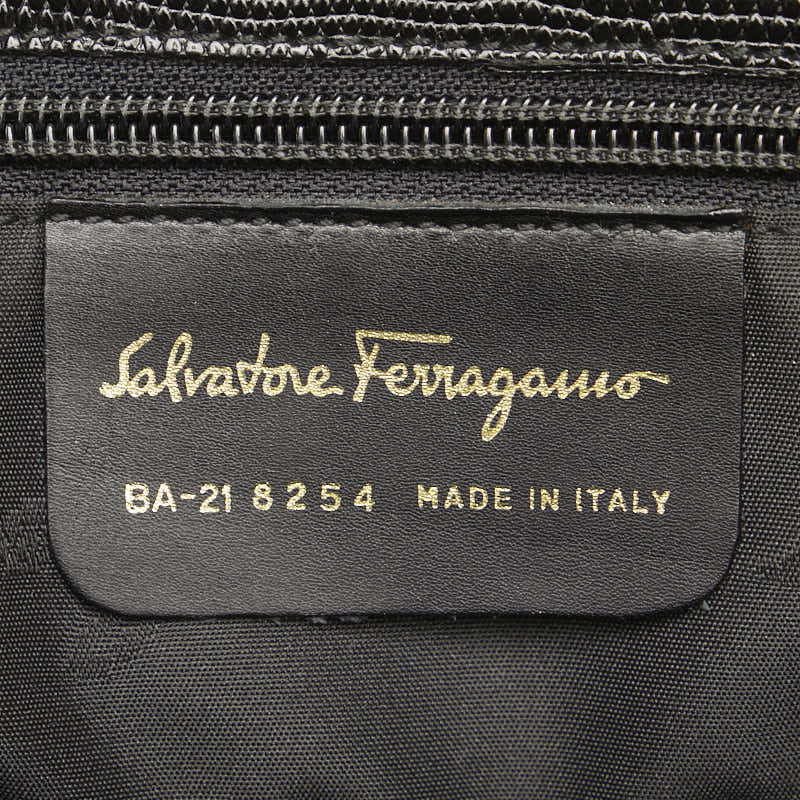 Salvatore Ferragamo
BA-21 8254 MADE IN ITALY